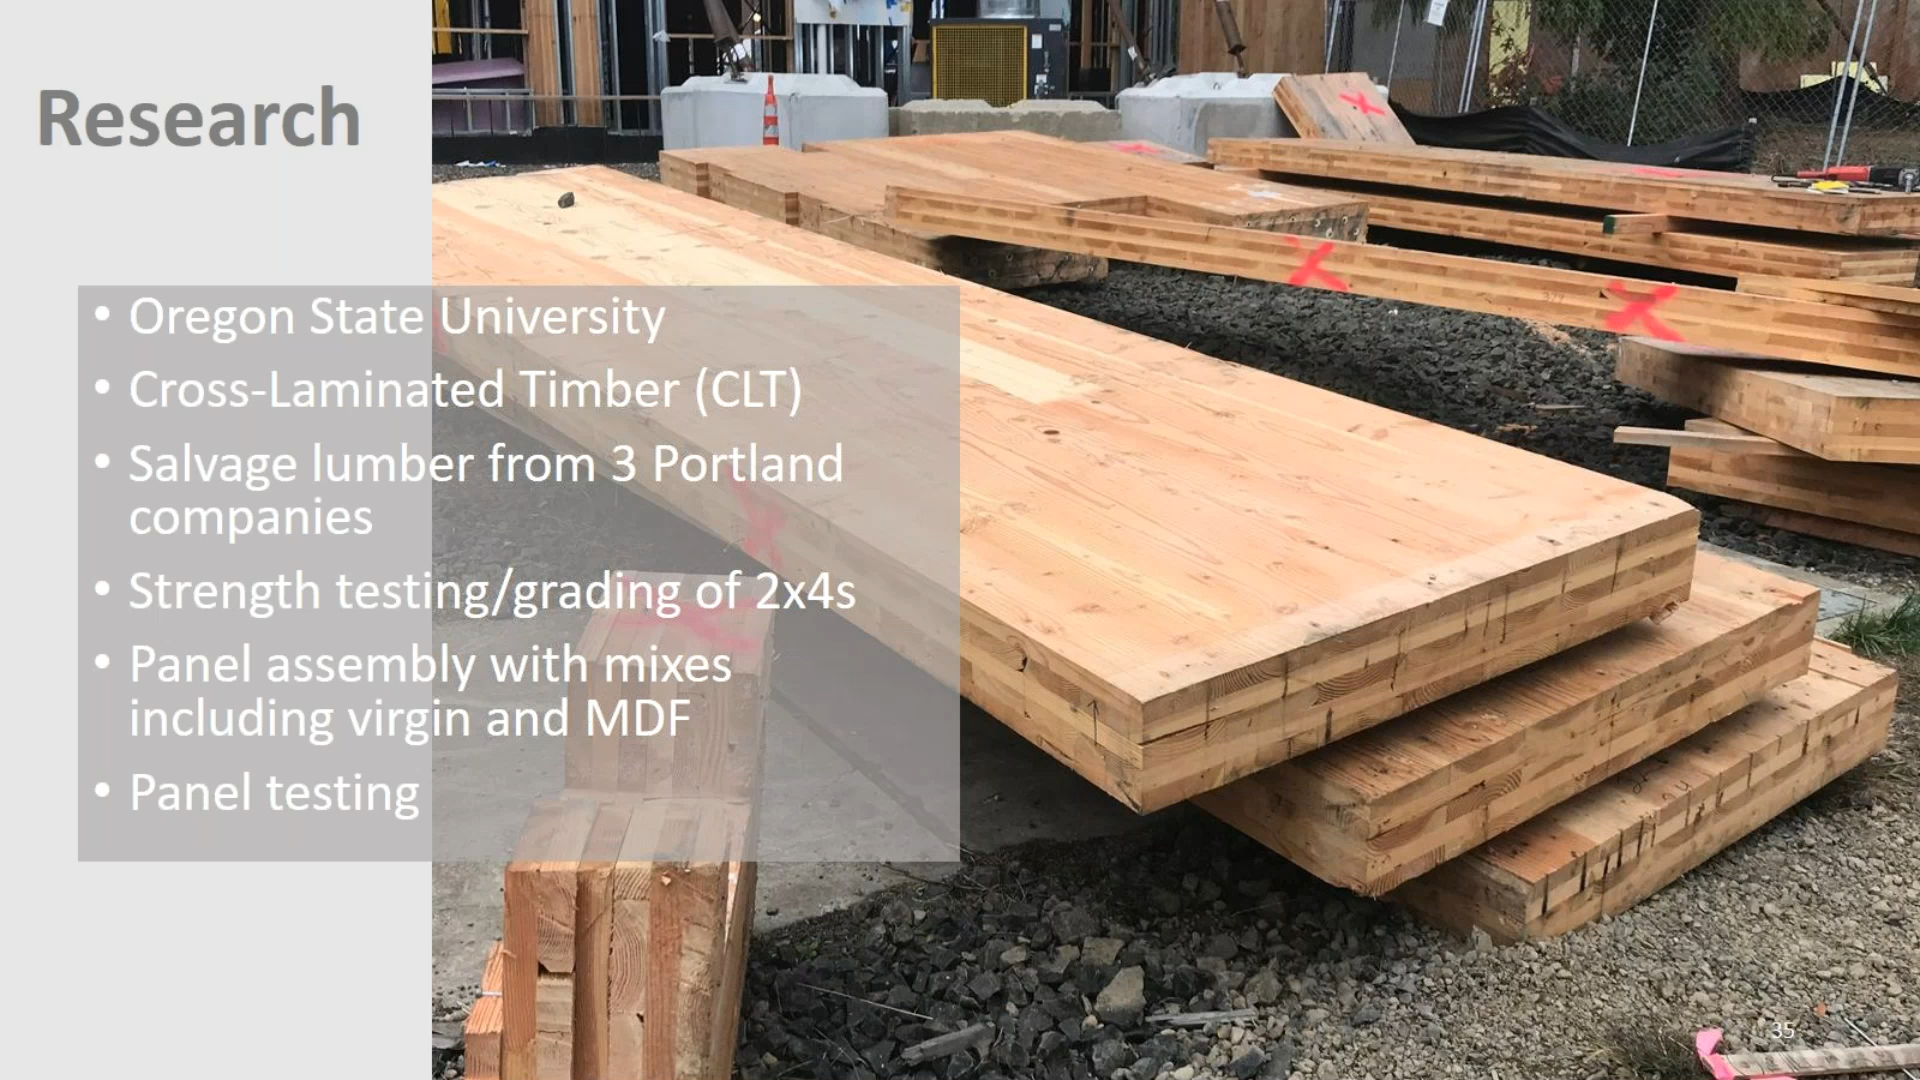 Research
• Oregon State University
• Cross-Laminated Timber (CLT)
• Salvage lumber from 3 Portland
companies
• Strength testing/grading of 2x4s
• Panel assembly with mixes
including virgin and MDF
• Panel testing
35